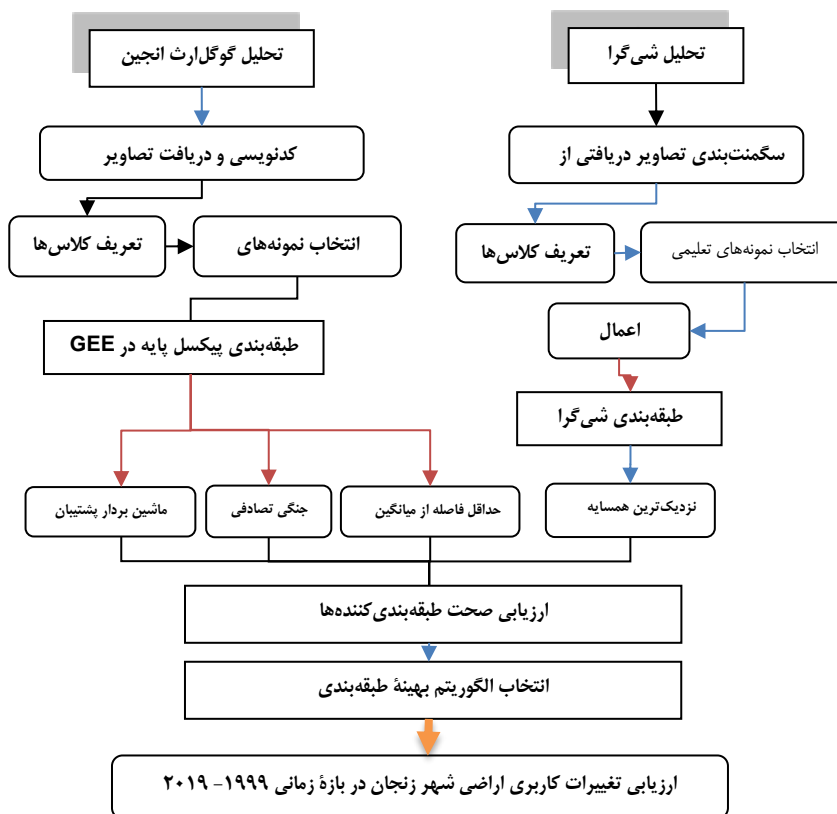 تحلیل شی‌گرا
تحلیل گوگل‌ارث انجین
سگمنت‌بندی تصاویر دریافتی از
کدنویسی و دریافت تصاویر
انتخاب نمونه‌های تعلیمی
تعریف کلاس‌ها
انتخاب نمونه‌های
تعریف کلاس‌ها
اعمال
طبقه‌بندی پیکسل پایه در GEE
طبقه‌بندی شی‌گرا
نزدیک‌ترین همسایه
حداقل فاصله از میانگین
جنگی تصادفی
ماشین بردار پشتیبان
ارزیابی صحت طبقه‌بندی‌کننده‌ها
انتخاب الگوریتم بهینهٔ طبقه‌بندی
ارزیابی تغییرات کاربری اراضی شهر زنجان در بازهٔ زمانی ۱۹۹۹- ۲۰۱۹